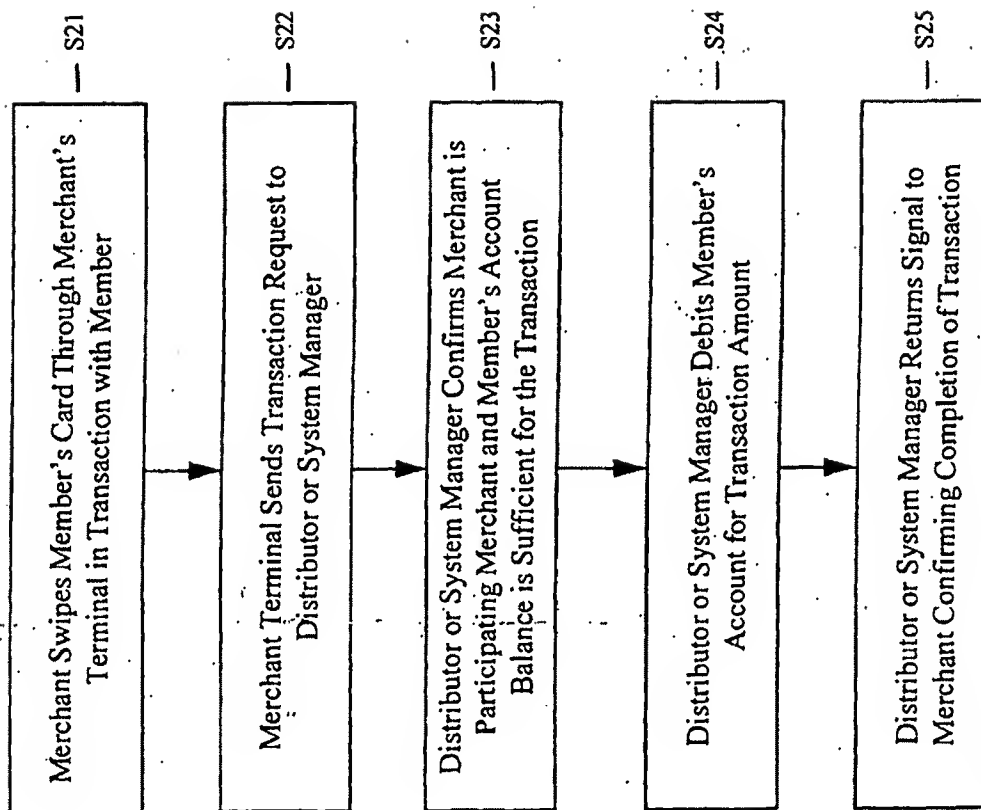 Merchant Swipes Member's Card Through Merchant's
Terminal in Transaction with Member
S21
Merchant Terminal Sends Transaction Request to
Distributor or System Manager
S22
Distributor or System Manager Confirms Merchant is
Participating Merchant and Member's Account
Balance is Sufficient for the Transaction
S23
Distributor or System Manager Debits Member's
Account for Transaction Amount
S24
Distributor or System Manager Returns Signal to
Merchant Confirming Completion of Transaction
S25